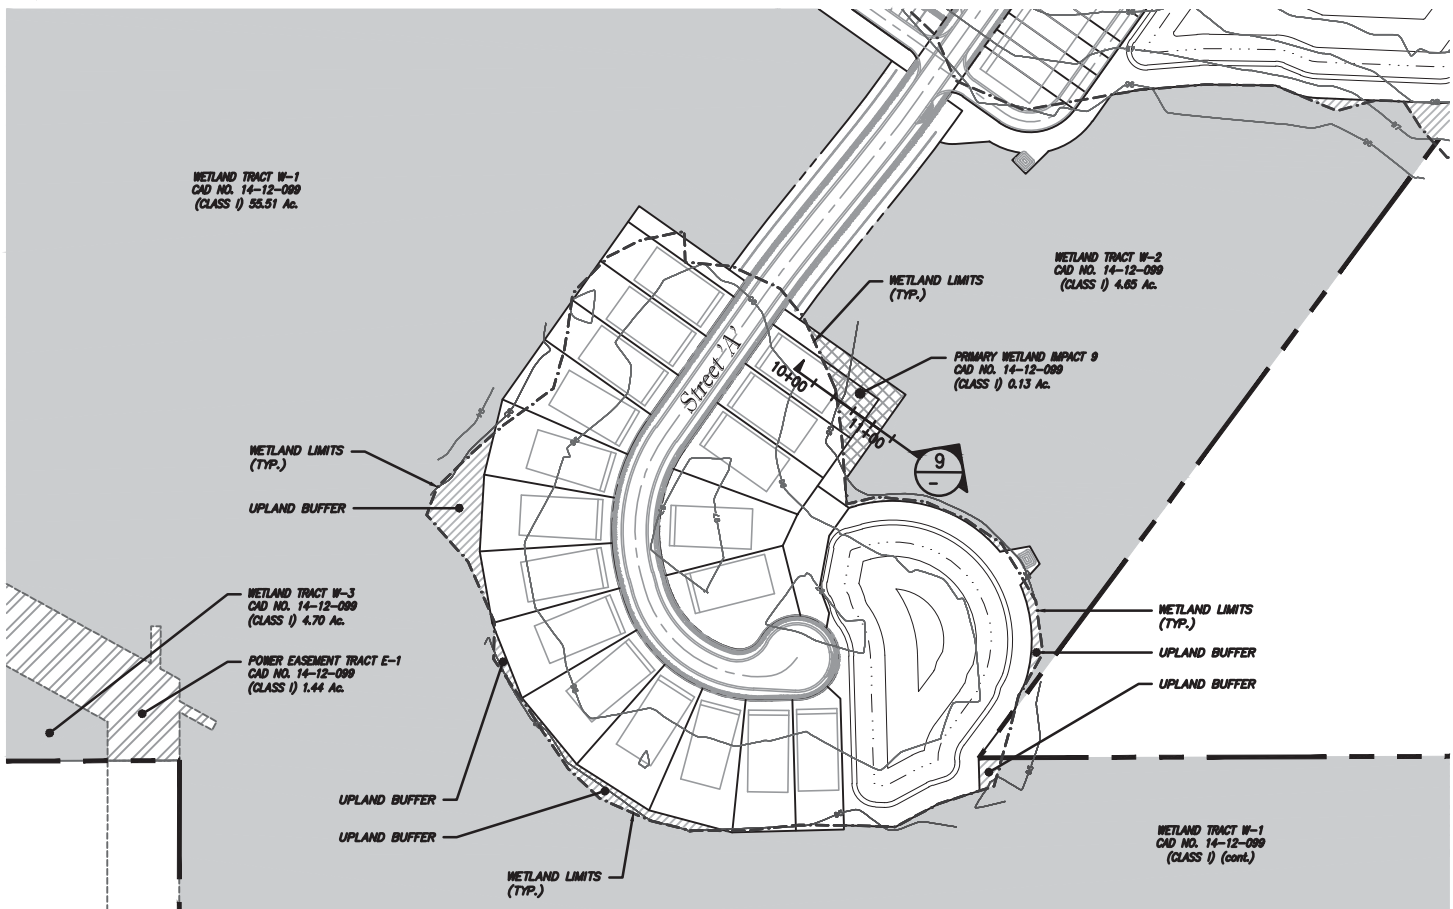 WETLAND TRACT W-1
CAD NO. 14-12-099
(CLASS I) 55.51 Ac.
WETLAND TRACT W-2
CAD NO. 14-12-099
(CLASS I) 4.65 Ac.
WETLAND LIMITS
(TYP.)
Street 'A'
10+00
PRIMARY WETLAND IMPACT 9
CAD NO. 14-12-099
(CLASS I) 0.13 Ac.
11+00
9
-
WETLAND LIMITS
(TYP.)
UPLAND BUFFER
WETLAND TRACT W-3
CAD NO. 14-12-099
(CLASS I) 4.70 Ac.
POWER EASEMENT TRACT E-1
CAD NO. 14-12-099
(CLASS I) 1.44 Ac.
WETLAND LIMITS
(TYP.)
UPLAND BUFFER
UPLAND BUFFER
UPLAND BUFFER
UPLAND BUFFER
WETLAND LIMITS
(TYP.)
WETLAND TRACT W-1
CAD NO. 14-12-099
(CLASS I) (cont.)